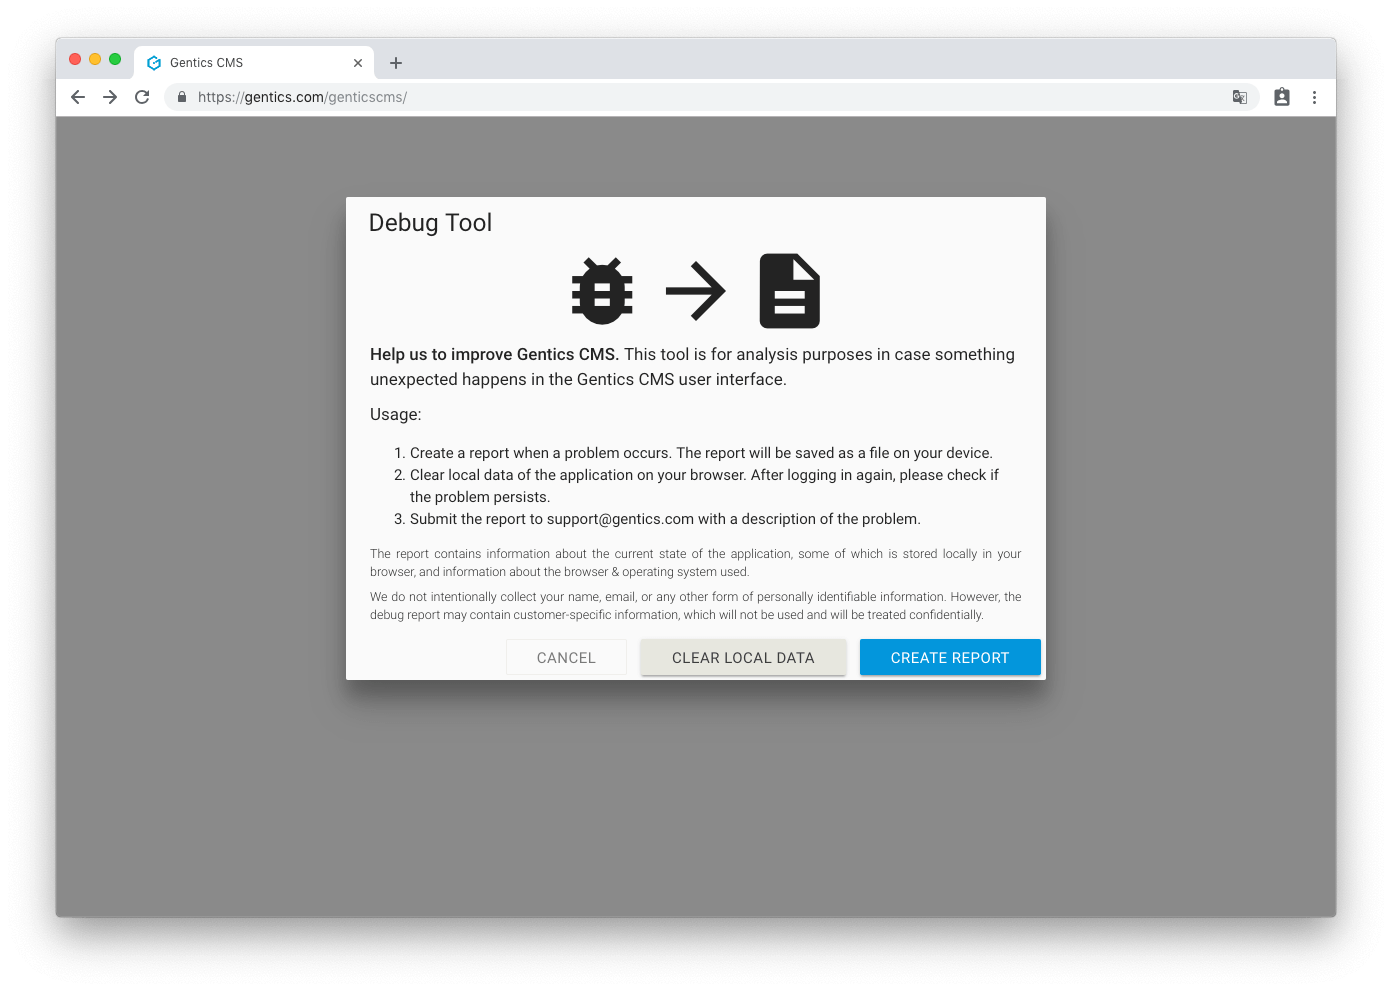 Gentics CMS
https://gentics.com/genticscms/
Debug Tool
Help us to improve Gentics CMS. This tool is for analysis purposes in case something
unexpected happens in the Gentics CMS user interface.
Usage:
1. Create a report when a problem occurs. The report will be saved as a file on your device.
2. Clear local data of the application on your browser. After logging in again, please check if
the problem persists.
3. Submit the report to support@gentics.com with a description of the problem.
The report contains information about the current state of the application, some of which is stored locally in your
browser, and information about the browser & operating system used.
We do not intentionally collect your name, email, or any other form of personally identifiable information. However, the
debug report may contain customer-specific information, which will not be used and will be treated confidentially.
CANCEL CLEAR LOCAL DATA CREATE REPORT